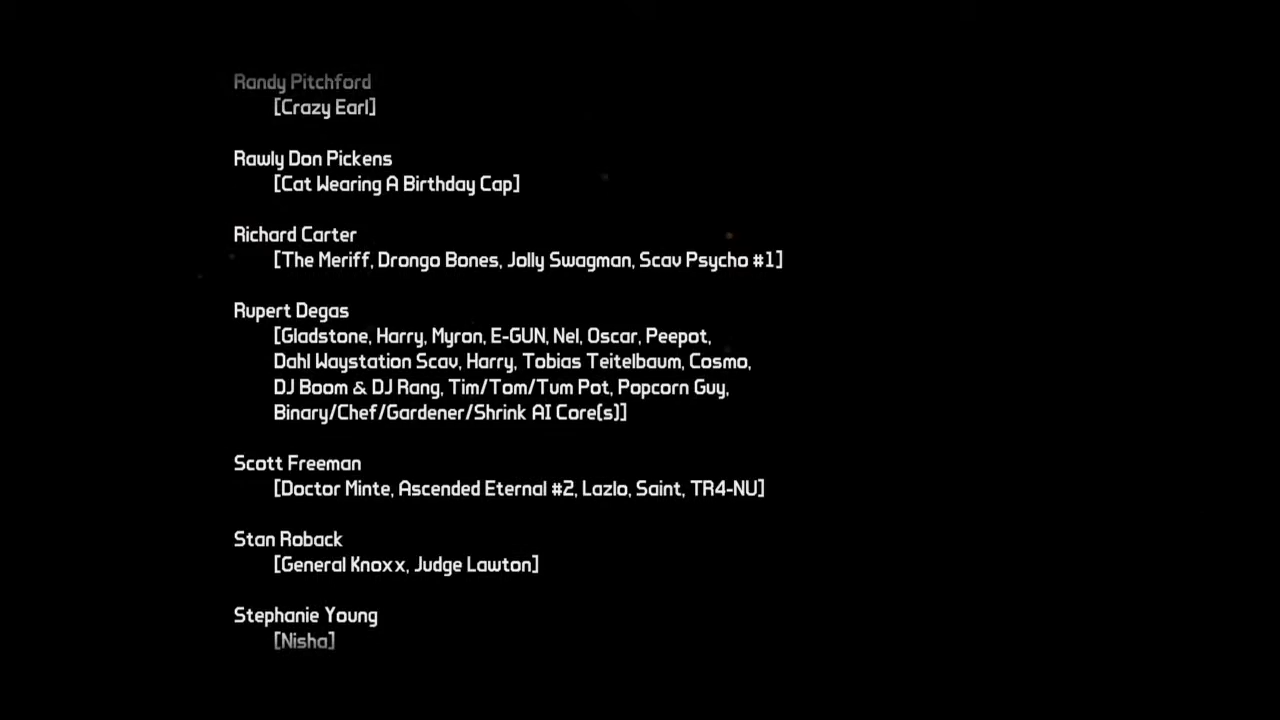 Randy Pitchford
[Crazy Earl]
Rawly Don Pickens
[Cat Wearing A Birthday Cap]
Richard Carter
[The Meriff, Drongo Bones, Jolly Swagman, Scav Psycho #1]
Rupert Degas
[Gladstone, Harry, Myron, E-GUN, Nel, Oscar, Peepot,
Dahl Waystation Scav, Harry, Tobias Teitelbaum, Cosmo,
DJ Boom & DJ Rang, Tim/Tom/Tum Pot, Popcorn Guy,
Binary/Chef/Gardener/Shrink AI Core(s)]
Scott Freeman
[Doctor Minte, Ascended Eternal #2, Lazlo, Saint, TR4-NU]
Stan Roback
[General Knoxx, Judge Lawton]
Stephanie Young
[Nisha]